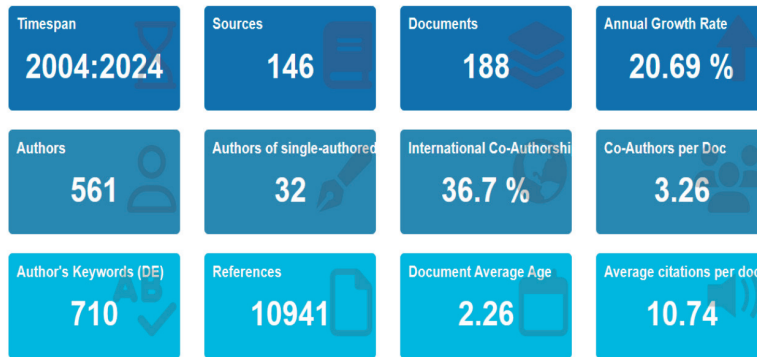 Timespan
2004:2024
Sources
146
Documents
188
Annual Growth Rate
20.69 %
Authors
561
Authors of single-authored
32
International Co-Authorshi
36.7 %
Co-Authors per Doc
3.26
Author's Keywords (DE)
AB
710
References
10941
Document Average Age
2.26
Average citations per doc
10.74